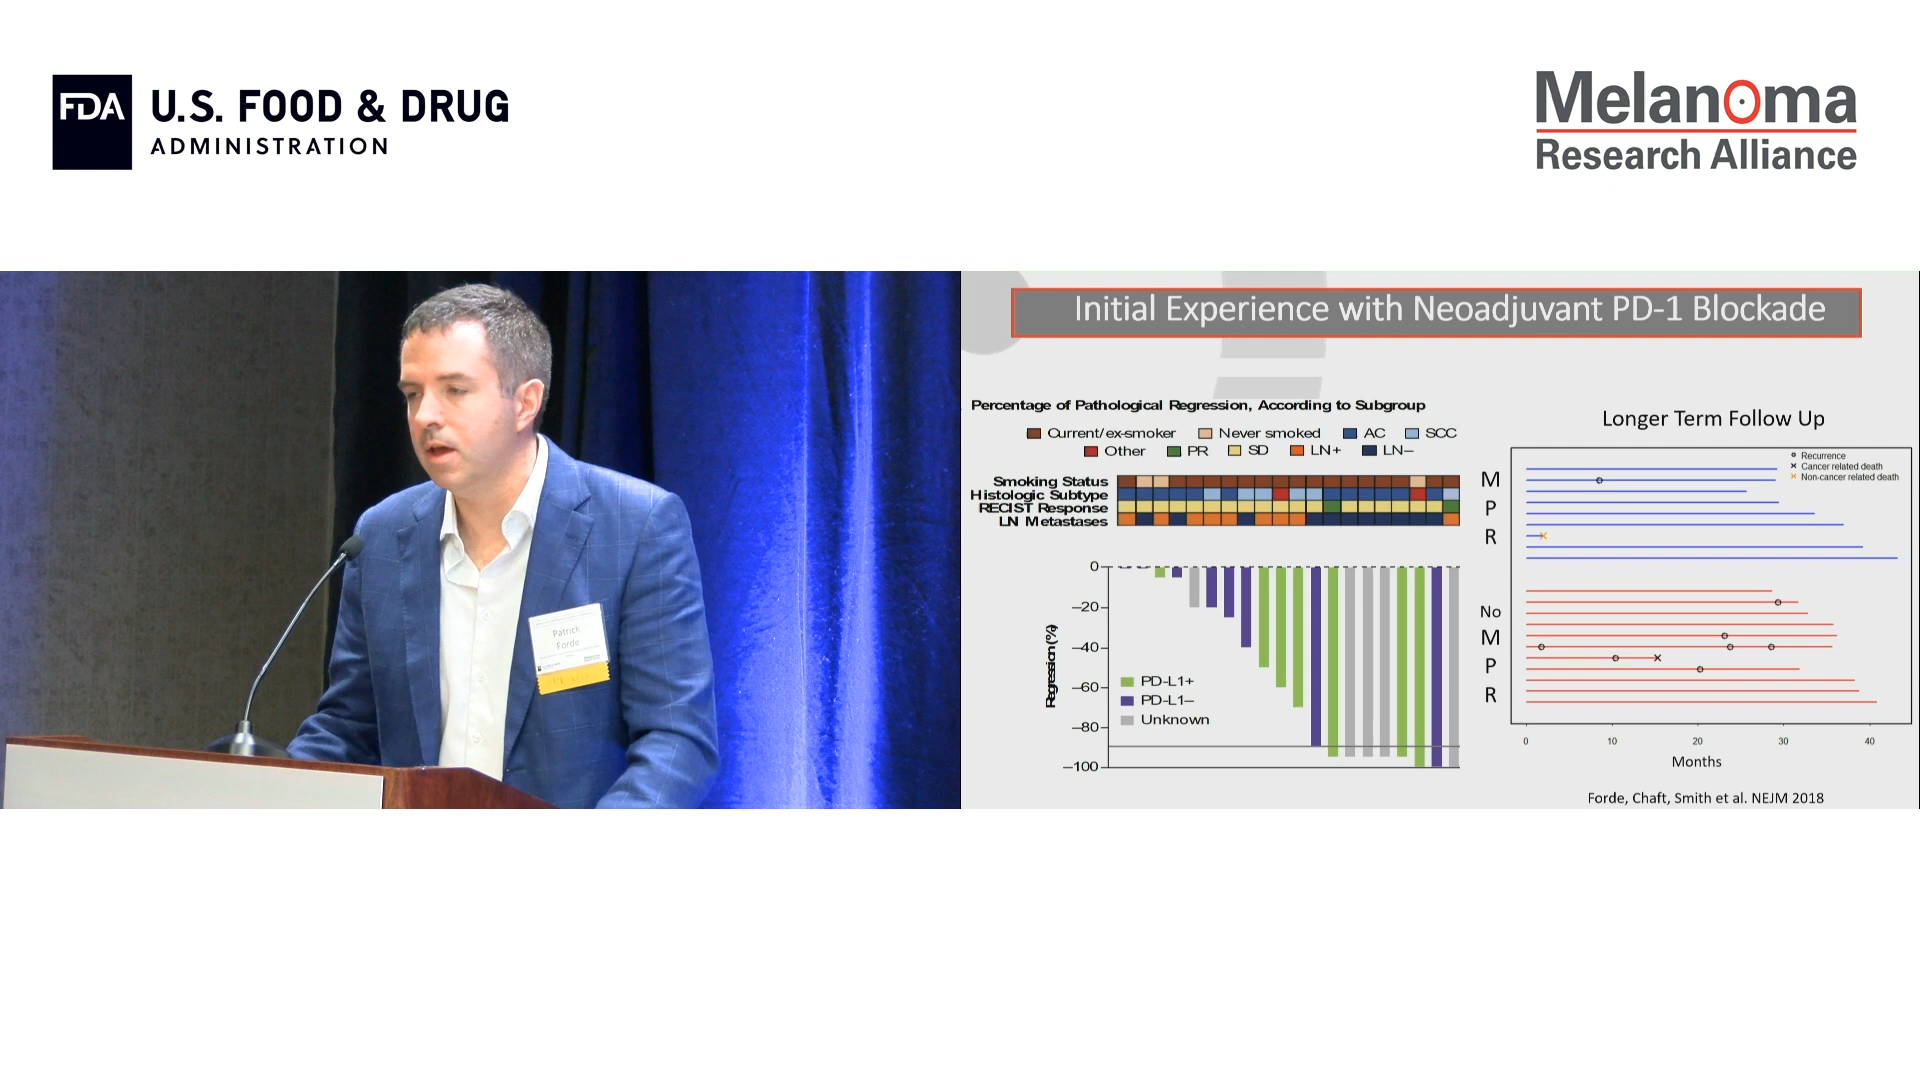 FDA
U.S. FOOD & DRUG
ADMINISTRATION
Melanoma
Research Alliance
Patrick
Forde
Initial Experience with Neoadjuvant PD-1 Blockade
Percentage of Pathological Regression, According to Subgroup
Current/ex-smoker Never smoked AC SCC
Other PR SD LN+ LN–
Smoking Status
Histologic Subtype
RECIST Response
LN Metastases
0
–20
–40
–60
–80
–100
Regression (%)
PD-L1+
PD-L1–
Unknown
Longer Term Follow Up
Recurrence
Cancer related death
Non-cancer related death
M
P
R
No
M
P
R
0 10 20 30 40
Months
Forde, Chaft, Smith et al. NEJM 2018